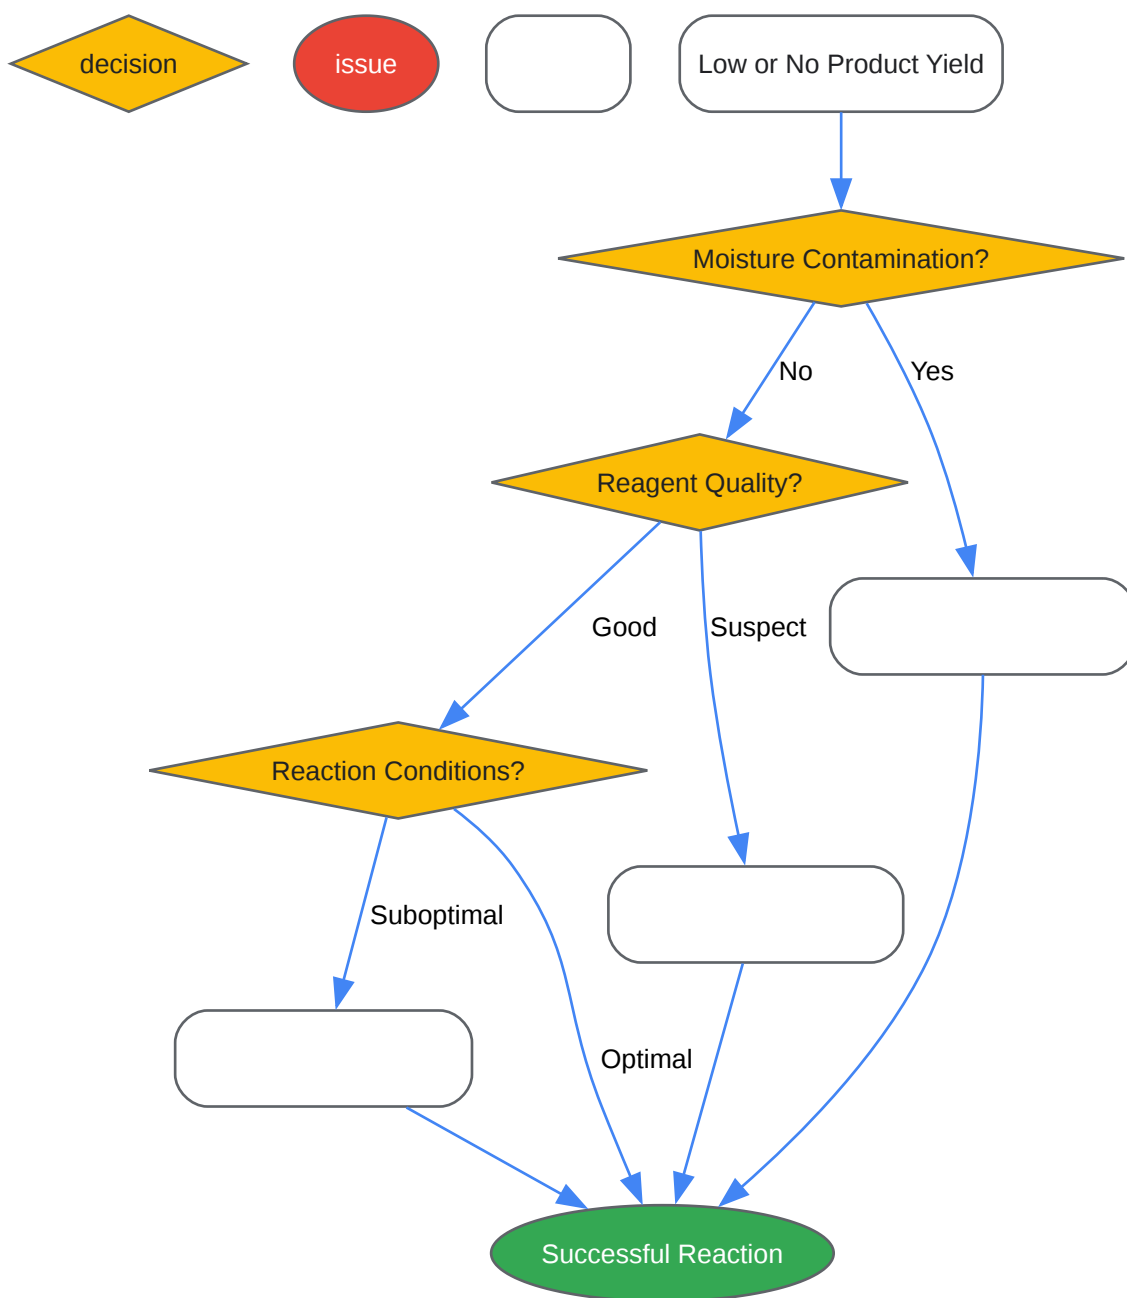 decision
issue
Low or No Product Yield
Moisture Contamination?
No
Yes
Reagent Quality?
Good
Suspect
Reaction Conditions?
Suboptimal
Optimal
Successful Reaction